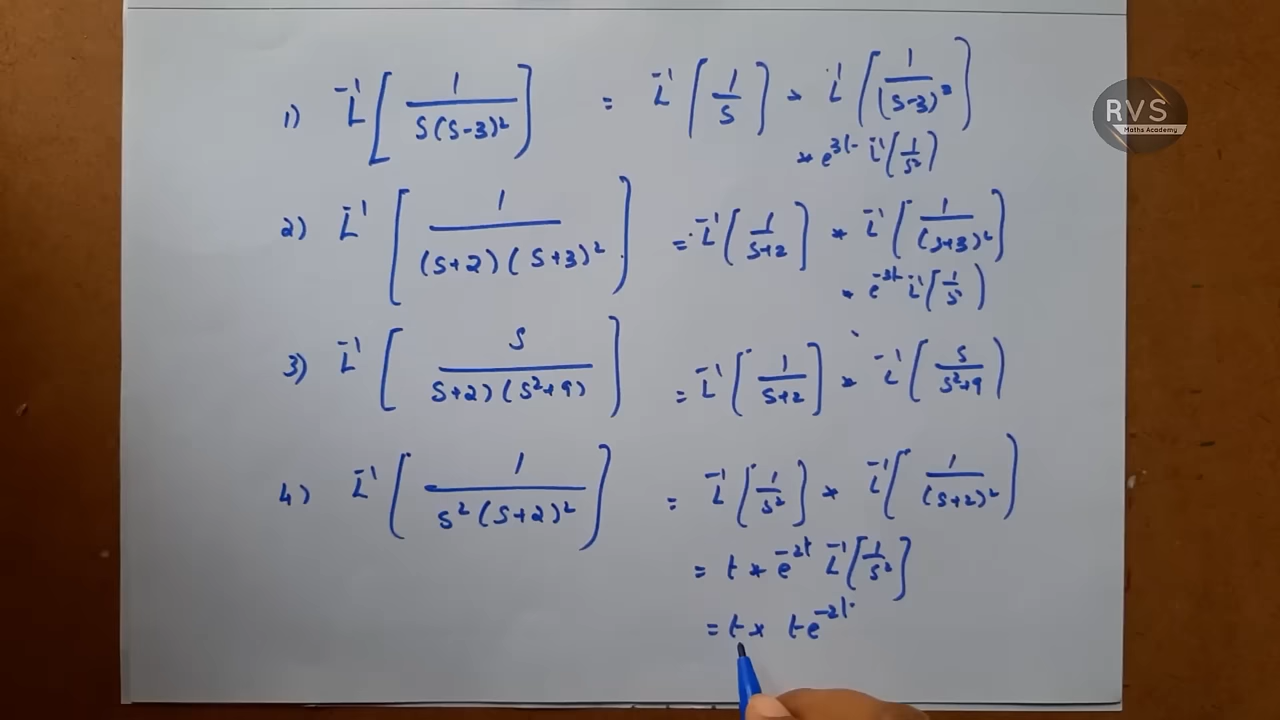 1) L⁻¹[1/(s(s-3)²)] = L⁻¹[1/s] * L⁻¹[1/(s-3)²]
* e³ᵗ L⁻¹[1/s²]
RVS
Maths Academy
2) L⁻¹[1/((s+2)(s+3)²)] = L⁻¹[1/(s+2)] * L⁻¹[1/(s+3)²]
* e⁻³ᵗ L⁻¹[1/s²]
3) L⁻¹[s/(s+2)(s²+9)] = L⁻¹[1/(s+2)] * L⁻¹[s/(s²+9)]
4) L⁻¹[1/(s²(s+2)²)] = L⁻¹[1/s²] * L⁻¹[1/(s+2)²]
= t * e⁻²ᵗ L⁻¹[1/s²]
= t * te⁻²ᵗ